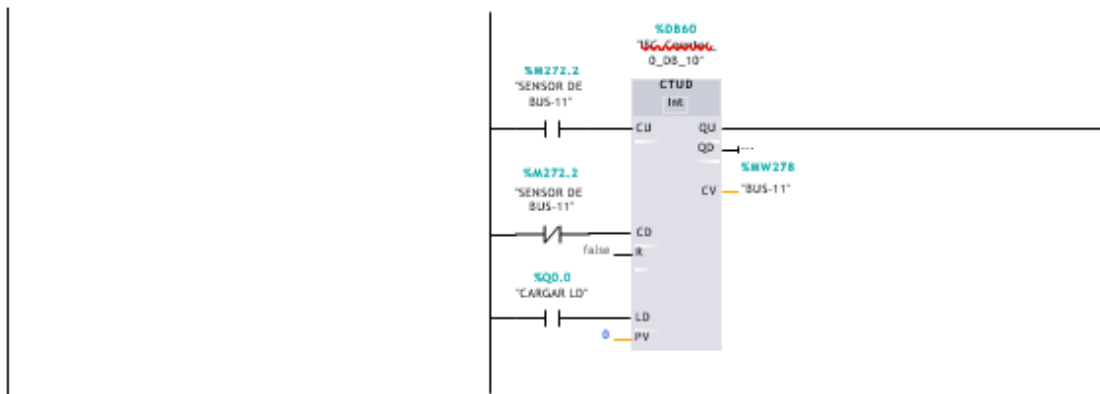 %DB60
"IEC_Counter_
0_DB_10"
%M272.2
"SENSOR DE
BUS-11"
CTUD
Int
CU
QU
QD
...
%MW278
CV
"BUS-11"
%M272.2
"SENSOR DE
BUS-11"
CD
false
R
%Q0.0
"CARGAR LD"
LD
0
PV